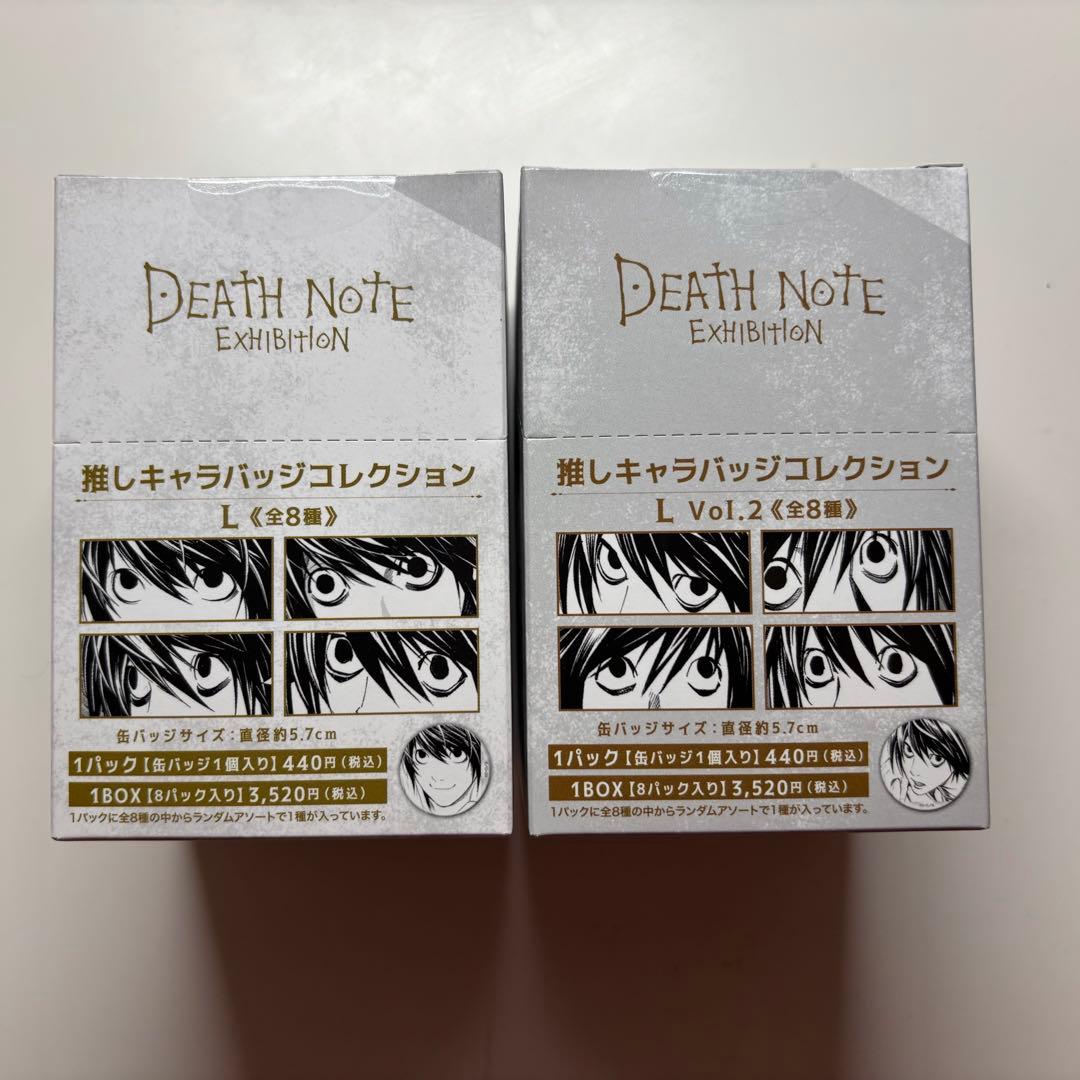 DEATH NOTE
EXHIBITION
推しキャラバッジコレクション
L《全8種》
缶バッジサイズ：直径約5.7cm
1パック【缶バッジ1個入り】440円（税込）
1BOX【8パック入り】3,520円（税込）
1パックに全8種の中からランダムアソートで1種が入っています。
DEATH NOTE
EXHIBITION
推しキャラバッジコレクション
L Vol.2《全8種》
缶バッジサイズ：直径約5.7cm
1パック【缶バッジ1個入り】440円（税込）
1BOX【8パック入り】3,520円（税込）
1パックに全8種の中からランダムアソートで1種が入っています。